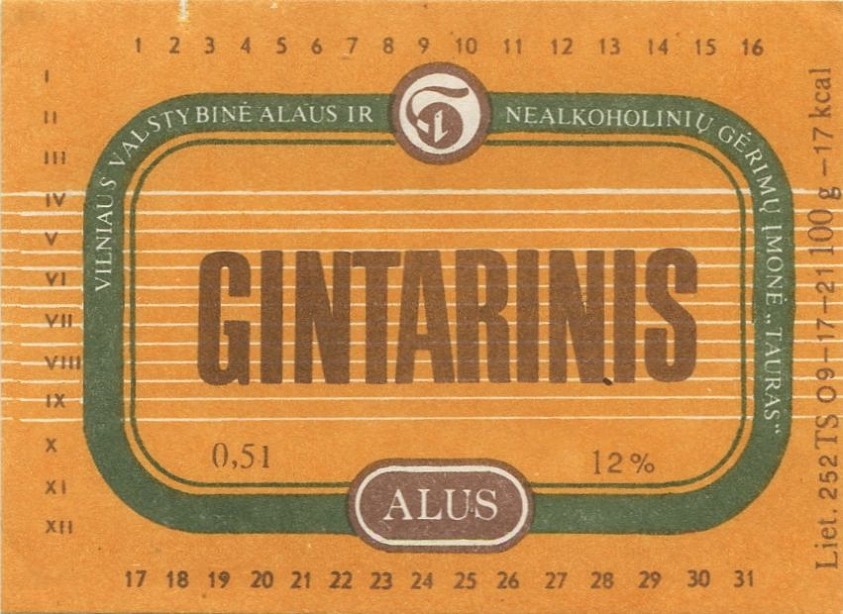 1 2 3 4 5 6 7 8 9 10 11 12 13 14 15 16
I
II
III
IV
V
VI
VII
VIII
IX
X
XI
XII
VILNIAUS VALSTYBINĖ ALAUS IR NEALKOHOLINIŲ GĖRIMŲ ĮMONĖ „TAURAS“
GINTARINIS
0,5l 12%
ALUS
17 18 19 20 21 22 23 24 25 26 27 28 29 30 31
Liet. 252 TS 09-17-21 100 g – 17 kcal